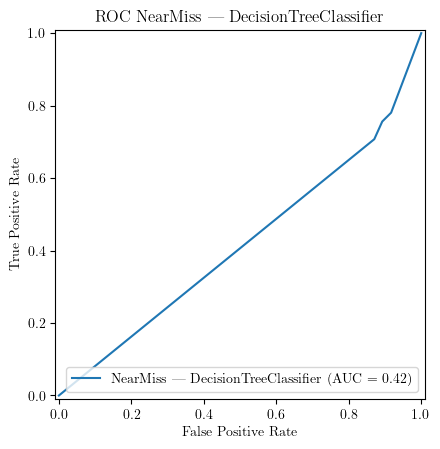 ROC NearMiss — DecisionTreeClassifier
1.0
0.8
0.6
0.4
0.2
0.0
True Positive Rate
NearMiss — DecisionTreeClassifier (AUC = 0.42)
0.0 0.2 0.4 0.6 0.8 1.0
False Positive Rate